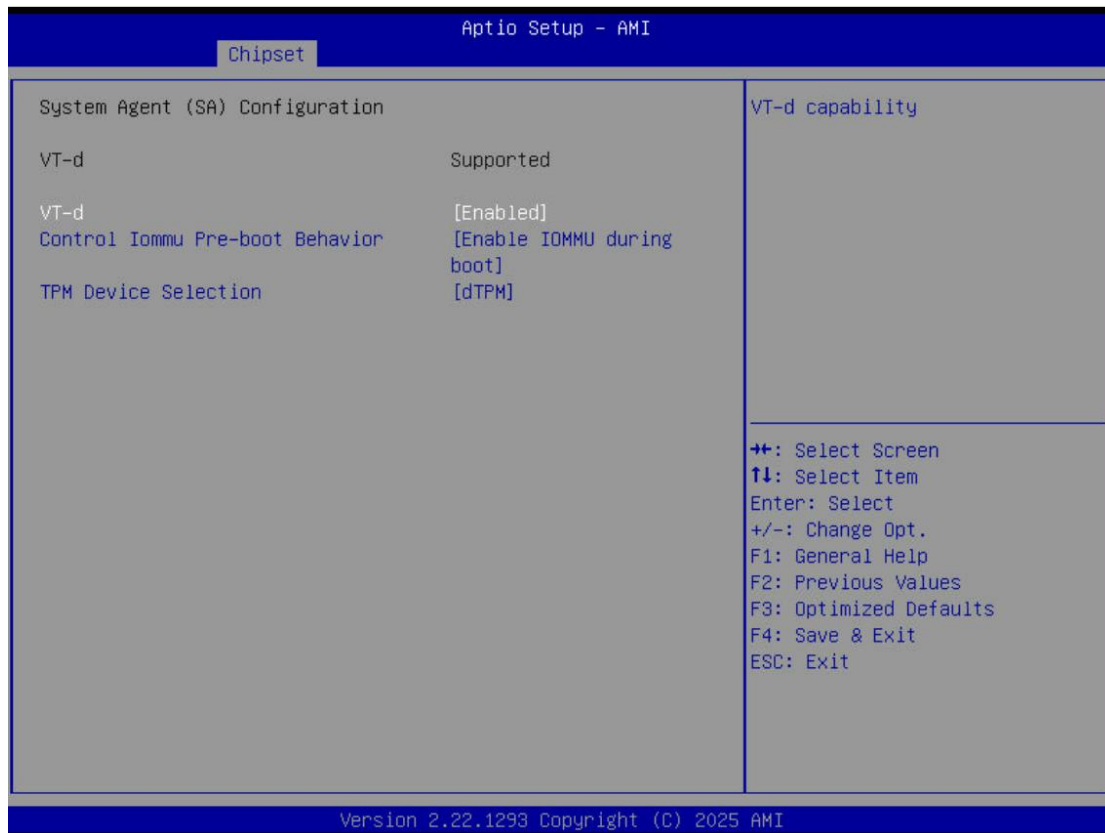 Aptio Setup – AMI
Chipset
System Agent (SA) Configuration
VT-d Supported
VT-d [Enabled]
Control Iommu Pre-boot Behavior [Enable IOMMU during
boot]
TPM Device Selection [dTPM]
VT-d capability
→←: Select Screen
↑↓: Select Item
Enter: Select
+/-: Change Opt.
F1: General Help
F2: Previous Values
F3: Optimized Defaults
F4: Save & Exit
ESC: Exit
Version 2.22.1293 Copyright (C) 2025 AMI